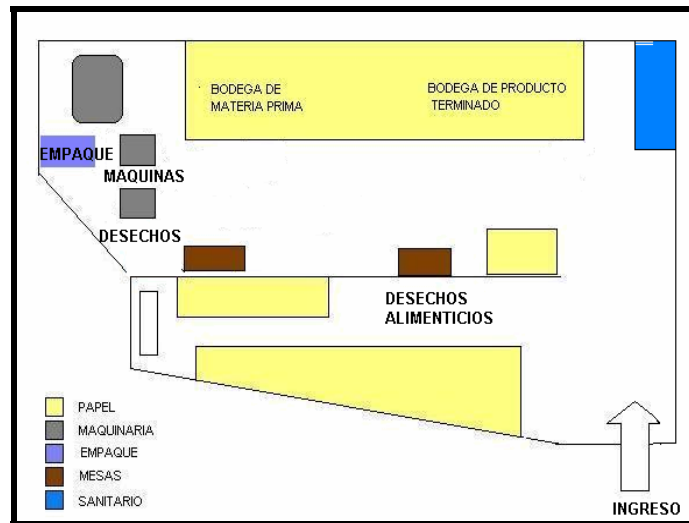 BODEGA DE
MATERIA PRIMA
BODEGA DE PRODUCTO
TERMINADO
EMPAQUE
MAQUINAS
DESECHOS
DESECHOS
ALIMENTICIOS
PAPEL
MAQUINARIA
EMPAQUE
MESAS
SANITARIO
INGRESO